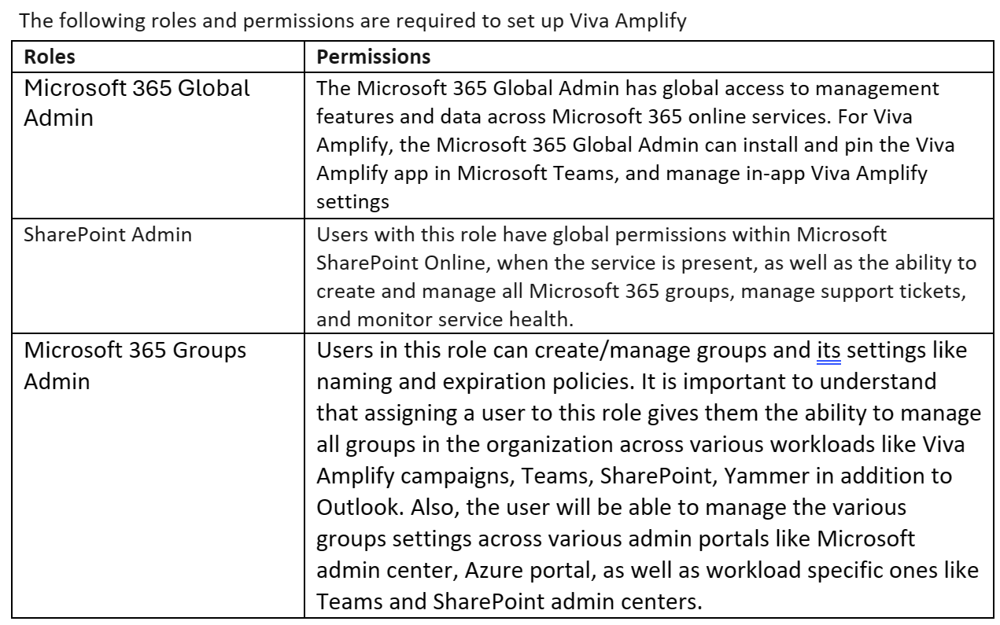 The following roles and permissions are required to set up Viva Amplify
Roles
Permissions
Microsoft 365 Global
Admin
The Microsoft 365 Global Admin has global access to management
features and data across Microsoft 365 online services. For Viva
Amplify, the Microsoft 365 Global Admin can install and pin the Viva
Amplify app in Microsoft Teams, and manage in-app Viva Amplify
settings
SharePoint Admin
Users with this role have global permissions within Microsoft
SharePoint Online, when the service is present, as well as the ability to
create and manage all Microsoft 365 groups, manage support tickets,
and monitor service health.
Microsoft 365 Groups
Admin
Users in this role can create/manage groups and its settings like
naming and expiration policies. It is important to understand
that assigning a user to this role gives them the ability to manage
all groups in the organization across various workloads like Viva
Amplify campaigns, Teams, SharePoint, Yammer in addition to
Outlook. Also, the user will be able to manage the various
groups settings across various admin portals like Microsoft
admin center, Azure portal, as well as workload specific ones like
Teams and SharePoint admin centers.